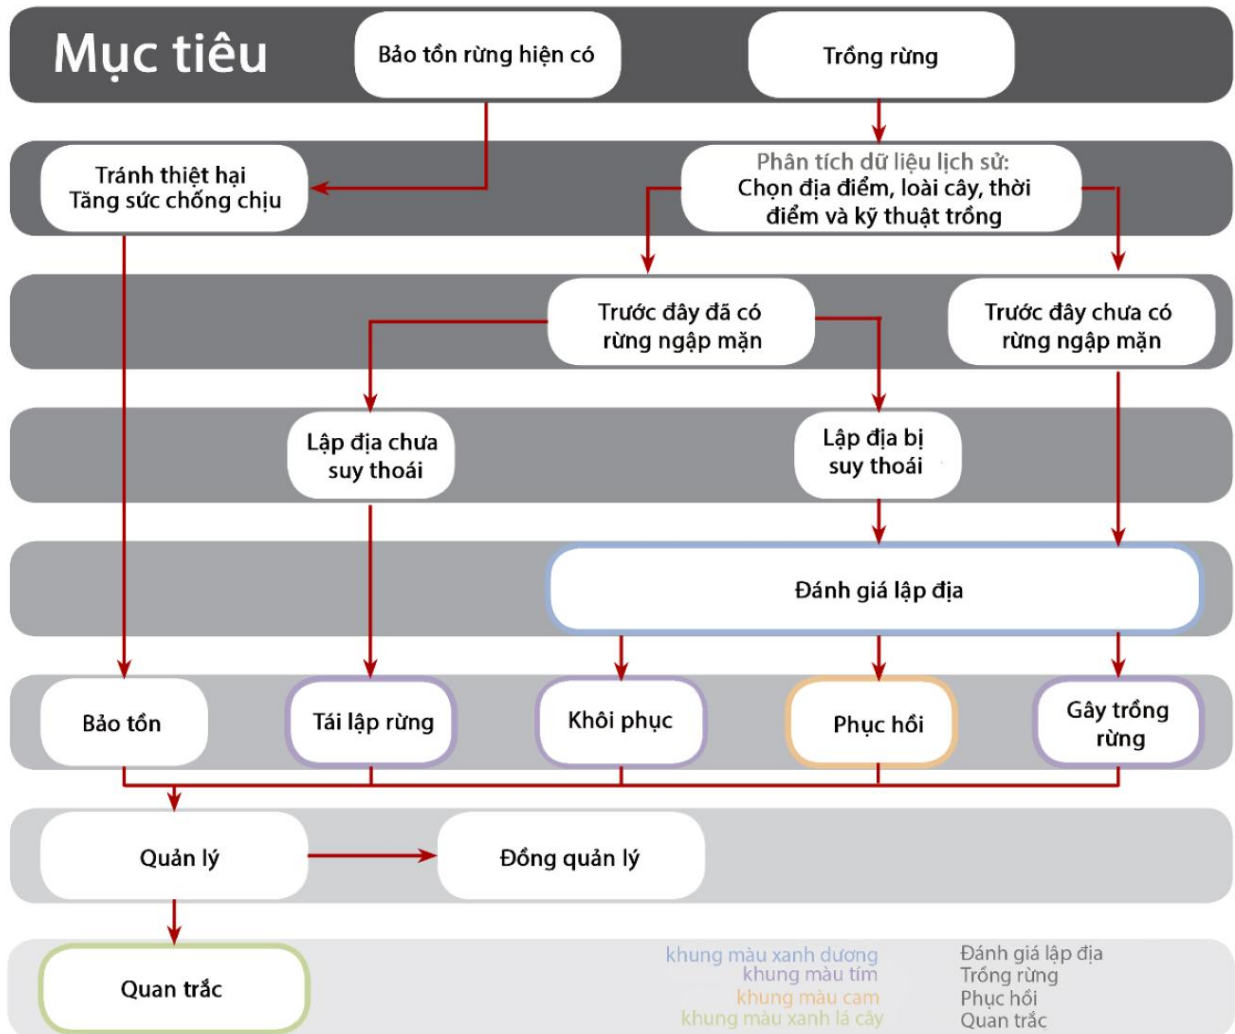 Mục tiêu
Bảo tồn rừng hiện có
Trồng rừng
Tránh thiệt hại
Tăng sức chống chịu
Phân tích dữ liệu lịch sử:
Chọn địa điểm, loài cây, thời
điểm và kỹ thuật trồng
Trước đây đã có
rừng ngập mặn
Trước đây chưa có
rừng ngập mặn
Lập địa chưa
suy thoái
Lập địa bị
suy thoái
Đánh giá lập địa
Bảo tồn
Tái lập rừng
Khôi phục
Phục hồi
Gây trồng
rừng
Quản lý
Đồng quản lý
Quan trắc
khung màu xanh dương
Đánh giá lập địa
khung màu tím
Trồng rừng
khung màu cam
Phục hồi
khung màu xanh lá cây
Quan trắc